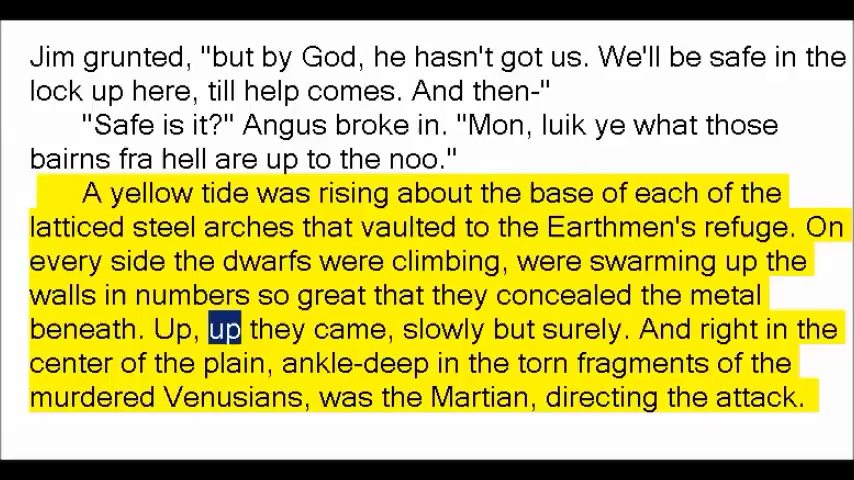 Jim grunted, "but by God, he hasn't got us. We'll be safe in the
lock up here, till help comes. And then-"
"Safe is it?" Angus broke in. "Mon, luik ye what those
bairns fra hell are up to the noo."
A yellow tide was rising about the base of each of the
latticed steel arches that vaulted to the Earthmen's refuge. On
every side the dwarfs were climbing, were swarming up the
walls in numbers so great that they concealed the metal
beneath. Up, up they came, slowly but surely. And right in the
center of the plain, ankle-deep in the torn fragments of the
murdered Venusians, was the Martian, directing the attack.